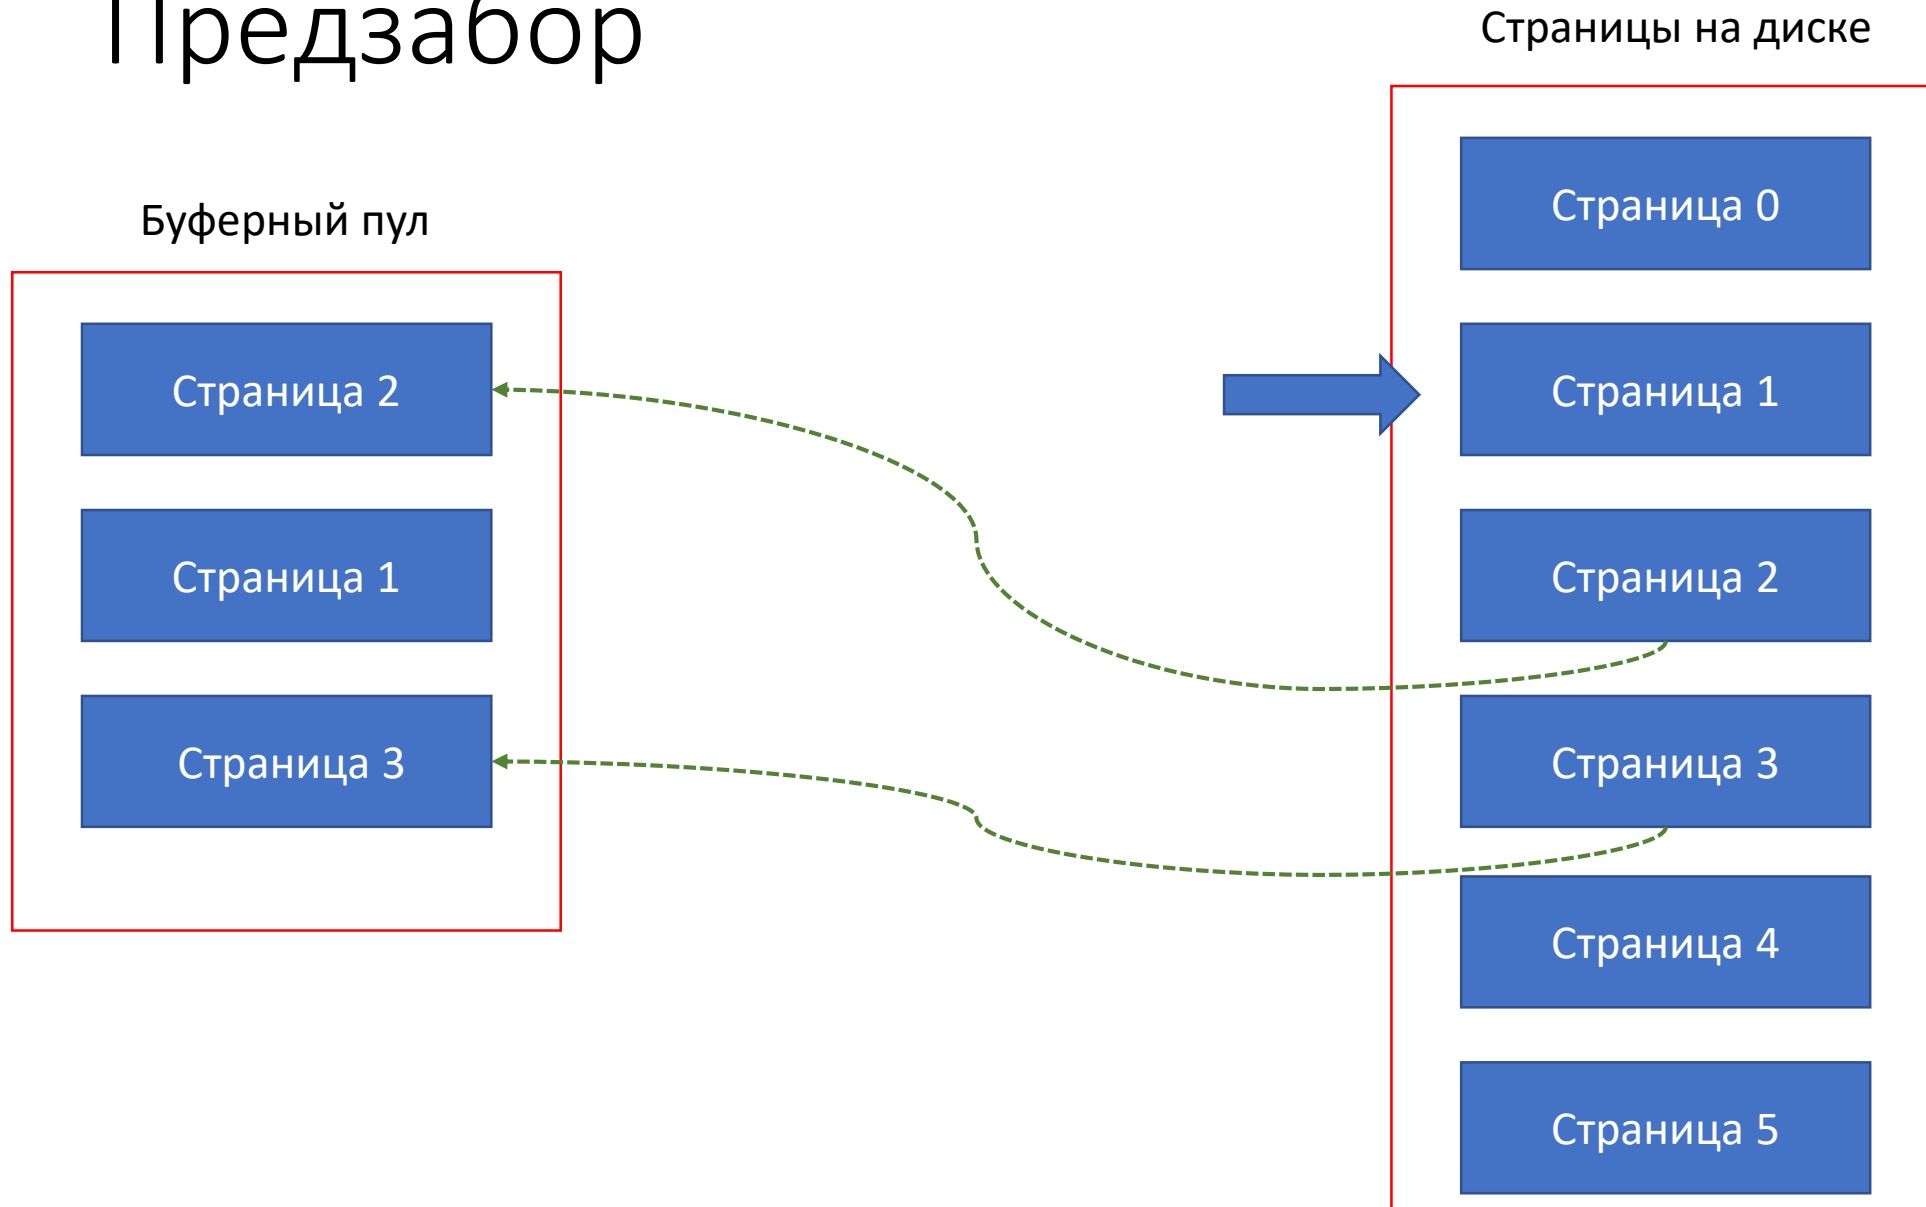 Предзабор
Страницы на диске
Буферный пул
Страница 2
Страница 1
Страница 3
Страница 0
Страница 1
Страница 2
Страница 3
Страница 4
Страница 5